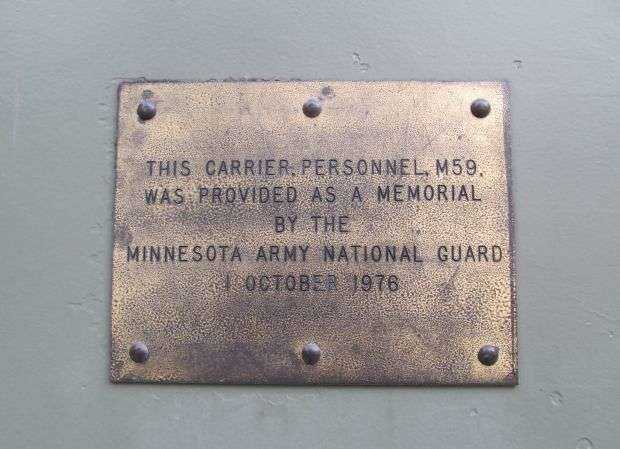 THIS CARRIER, PERSONNEL, M59,
WAS PROVIDED AS A MEMORIAL
BY THE
MINNESOTA ARMY NATIONAL GUARD
1 OCTOBER 1976